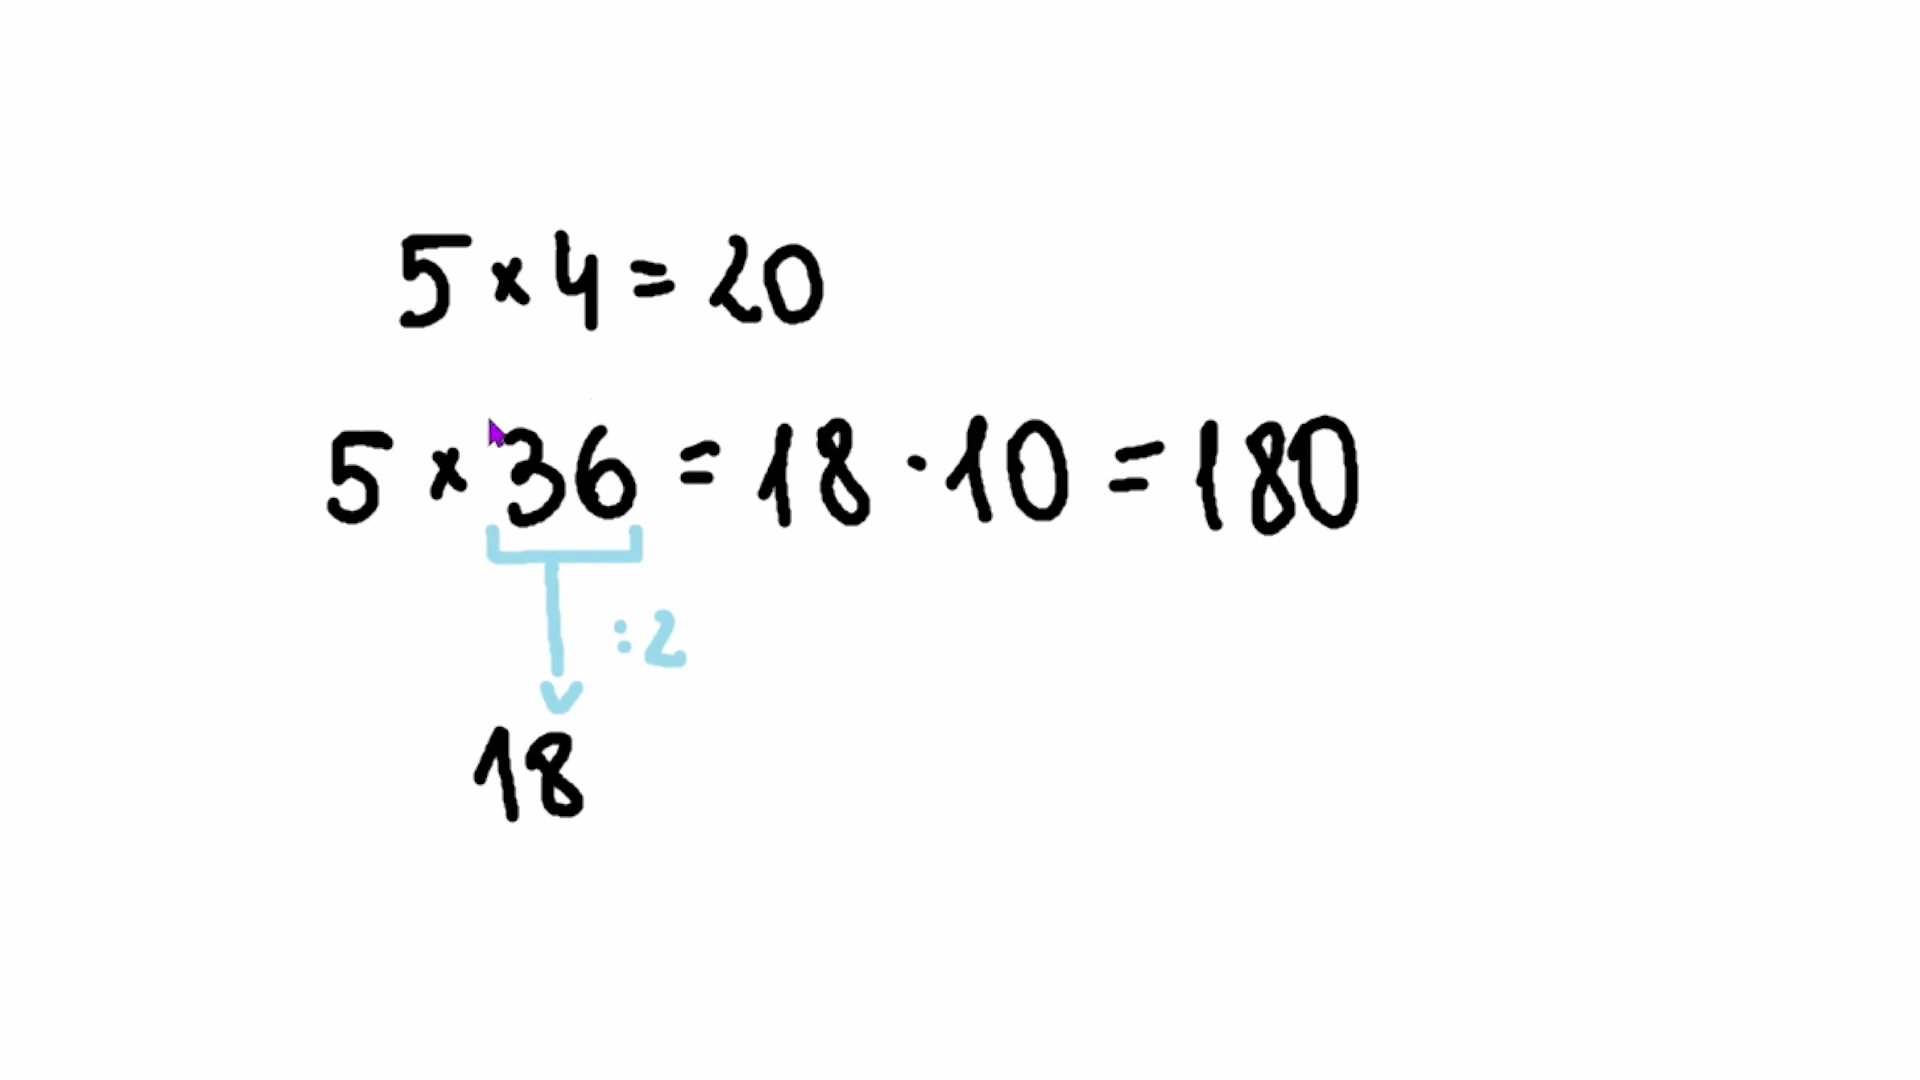 5 × 4 = 20
5 × 36 = 18 · 10 = 180
:2
18